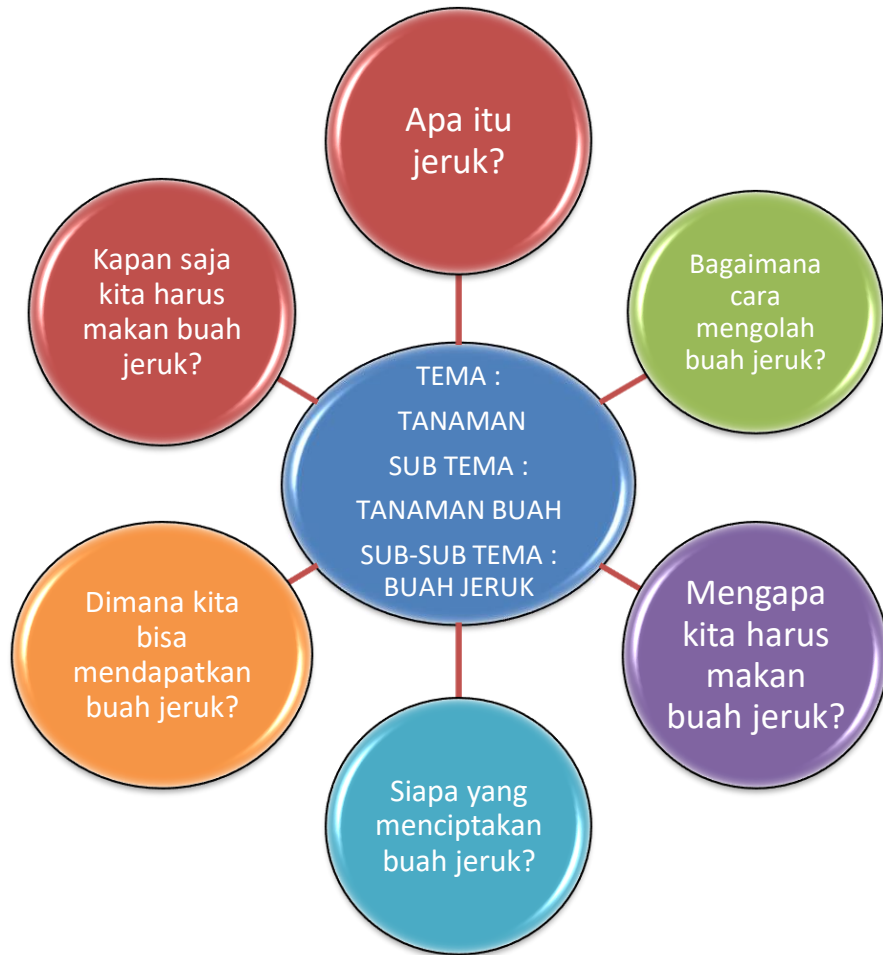 Apa itu
jeruk?
Kapan saja
kita harus
makan buah
jeruk?
Bagaimana
cara
mengolah
buah jeruk?
TEMA :
TANAMAN
SUB TEMA :
TANAMAN BUAH
SUB-SUB TEMA :
BUAH JERUK
Dimana kita
bisa
mendapatkan
buah jeruk?
Mengapa
kita harus
makan
buah jeruk?
Siapa yang
menciptakan
buah jeruk?